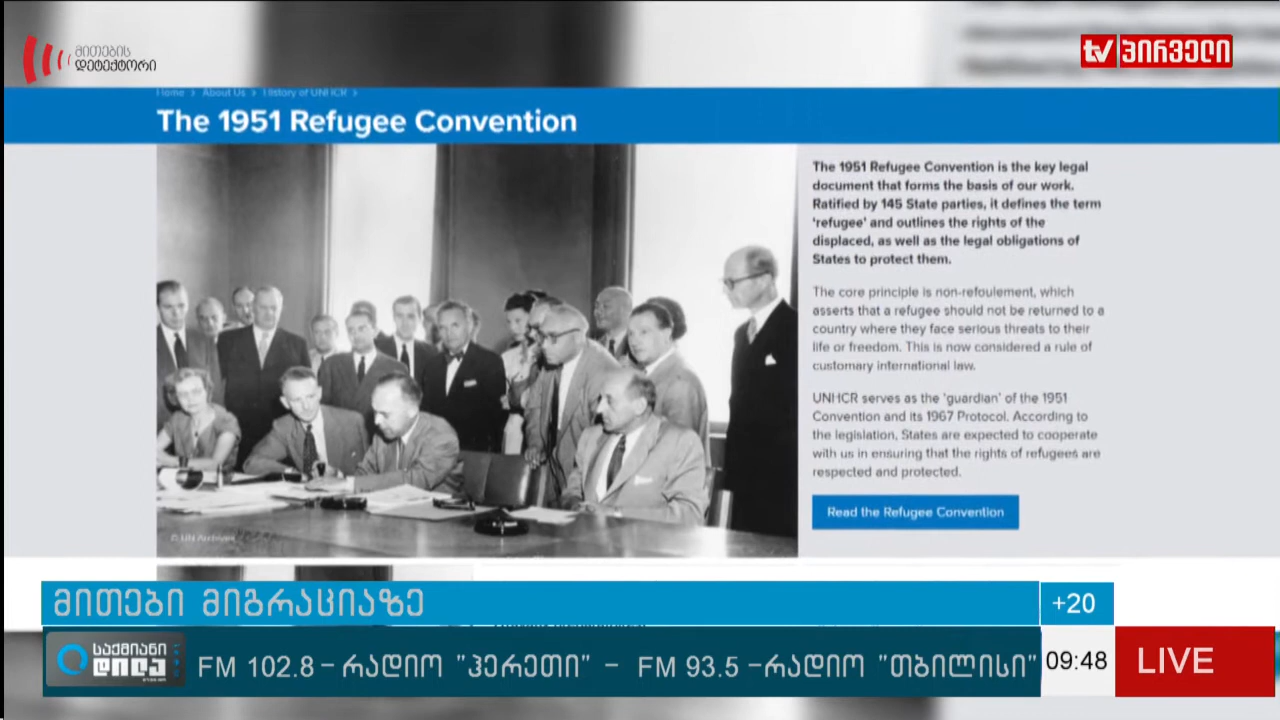 მითების
დეტექტორი
tv პირველი
Home > About Us > History of UNHCR >
The 1951 Refugee Convention
The 1951 Refugee Convention is the key legal
document that forms the basis of our work.
Ratified by 145 State parties, it defines the term
'refugee' and outlines the rights of the
displaced, as well as the legal obligations of
States to protect them.
The core principle is non-refoulement, which
asserts that a refugee should not be returned to a
country where they face serious threats to their
life or freedom. This is now considered a rule of
customary international law.
UNHCR serves as the 'guardian' of the 1951
Convention and its 1967 Protocol. According to
the legislation, States are expected to cooperate
with us in ensuring that the rights of refugees are
respected and protected.
Read the Refugee Convention
© UN Archives
მითები მიგრაციაზე
+20
საქმიანი
დილა
FM 102.8 – რადიო "ჰერეთი" – FM 93.5 –რადიო "თბილისი"
09:48
LIVE